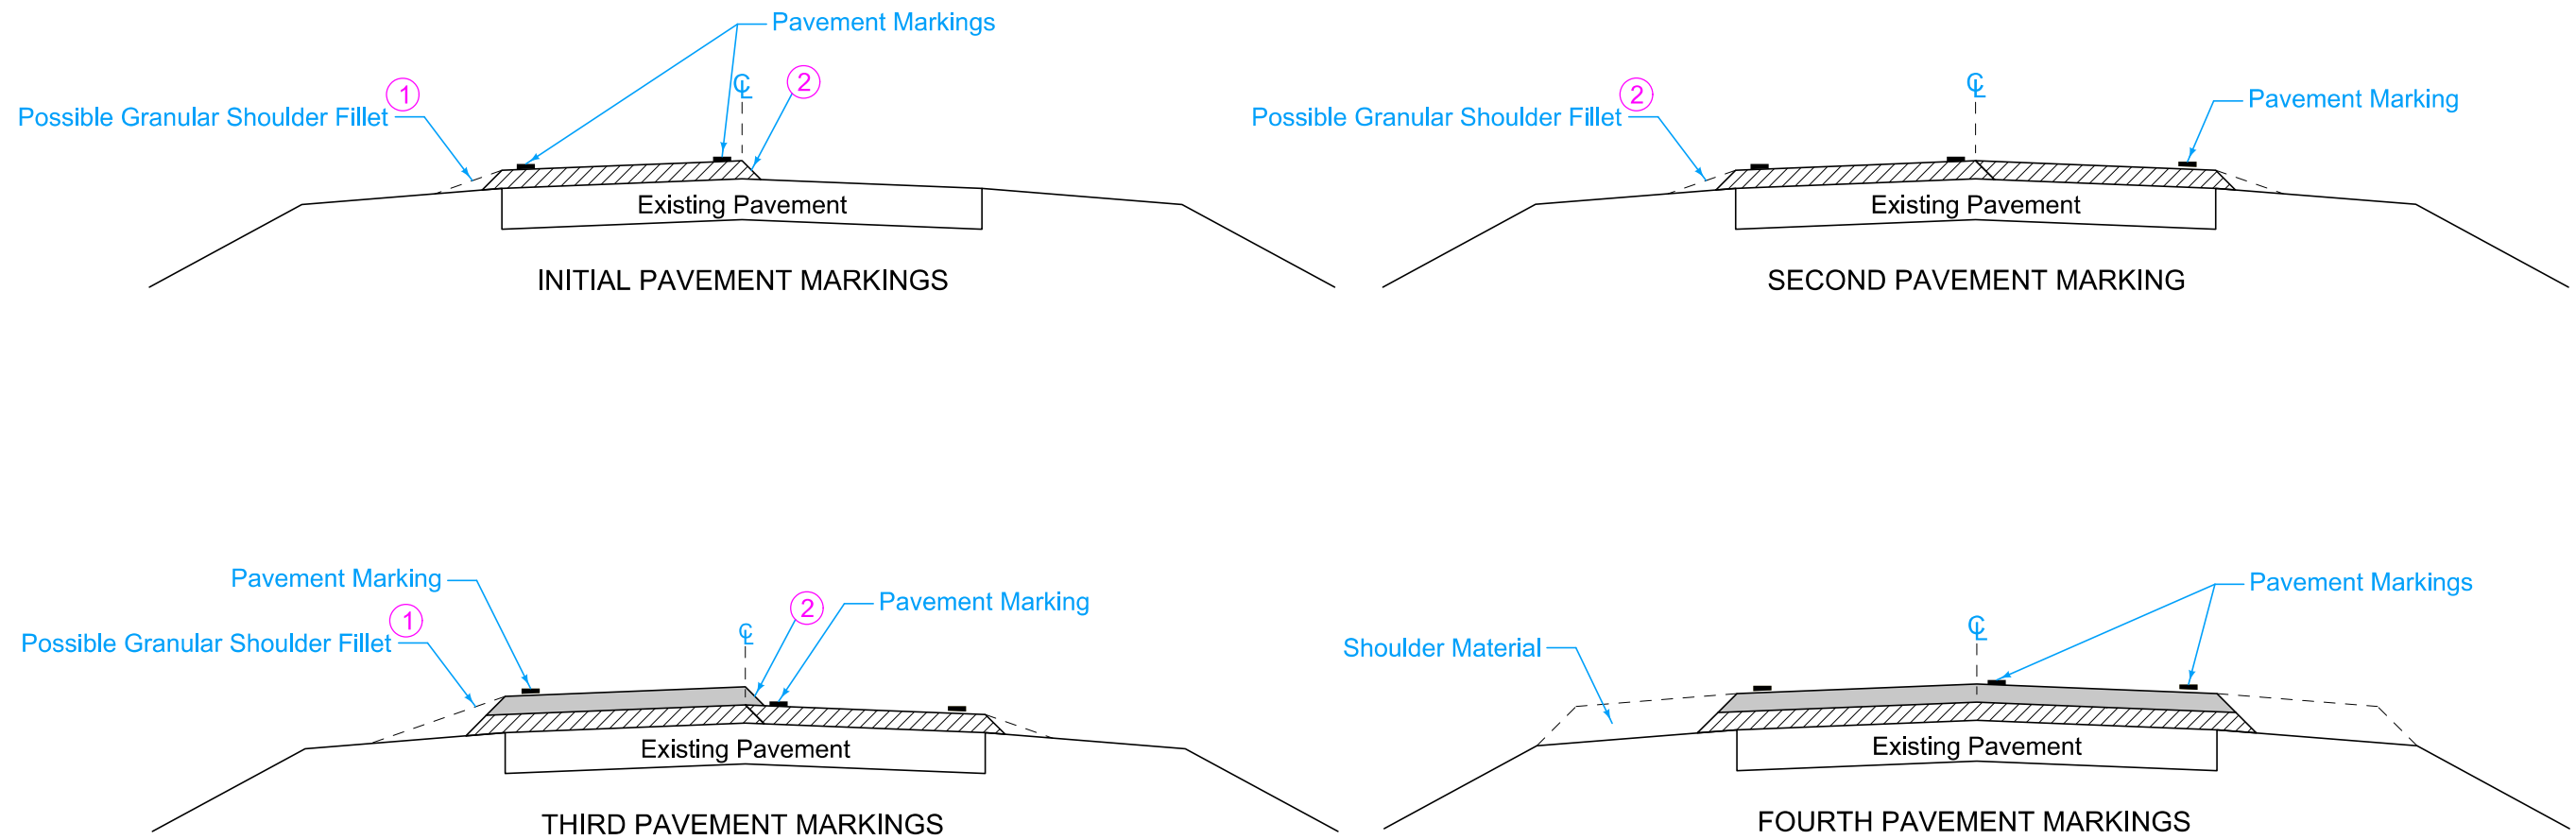 Pavement Markings
℄
②
①
Possible Granular Shoulder Fillet
Existing Pavement
INITIAL PAVEMENT MARKINGS
℄
②
Possible Granular Shoulder Fillet
Pavement Marking
Existing Pavement
SECOND PAVEMENT MARKING
Pavement Marking
①
Possible Granular Shoulder Fillet
②
Pavement Marking
℄
Existing Pavement
THIRD PAVEMENT MARKINGS
Pavement Markings
℄
Shoulder Material
Existing Pavement
FOURTH PAVEMENT MARKINGS